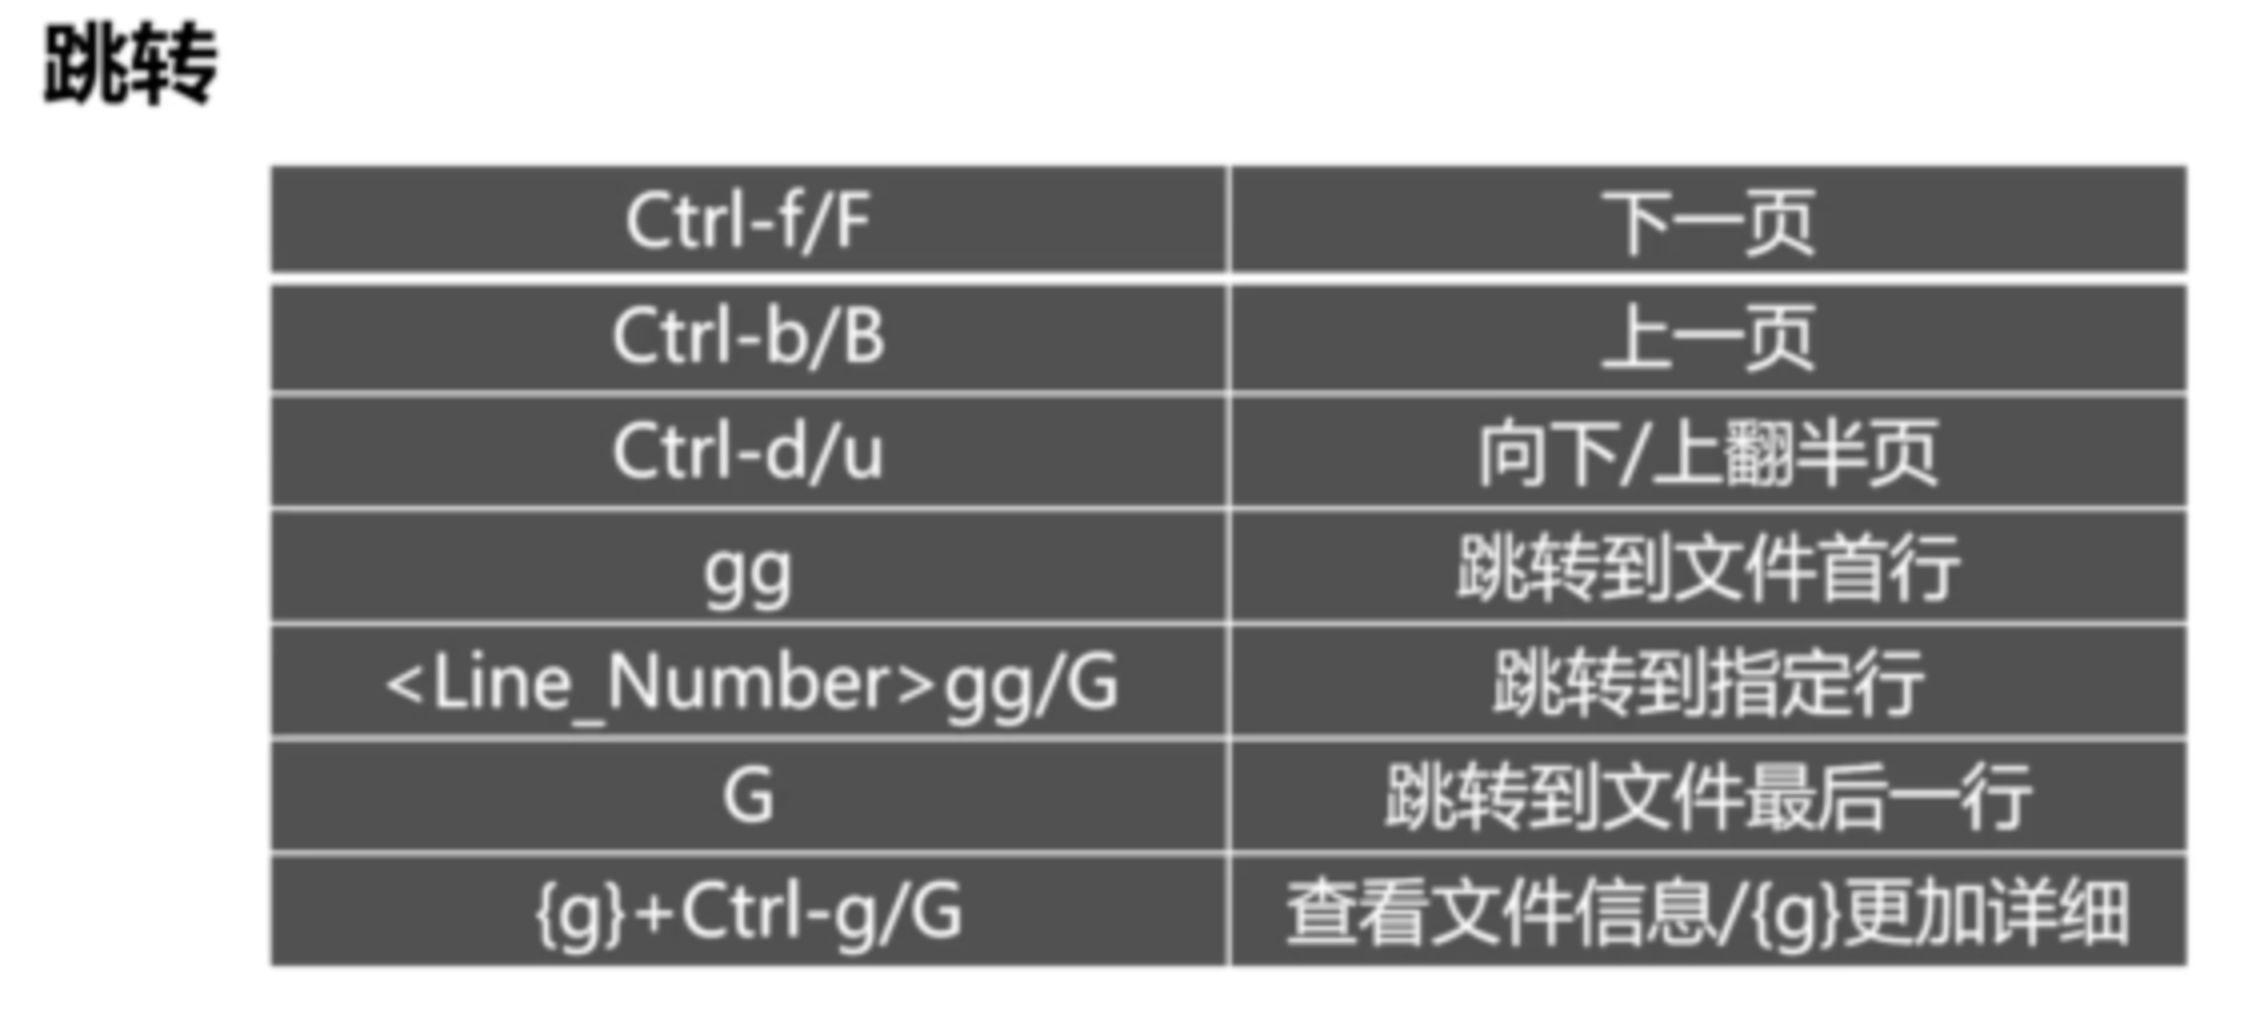 跳转
Ctrl-f/F 下一页
Ctrl-b/B 上一页
Ctrl-d/u 向下/上翻半页
gg 跳转到文件首行
<Line_Number>gg/G 跳转到指定行
G 跳转到文件最后一行
{g}+Ctrl-g/G 查看文件信息/{g}更加详细